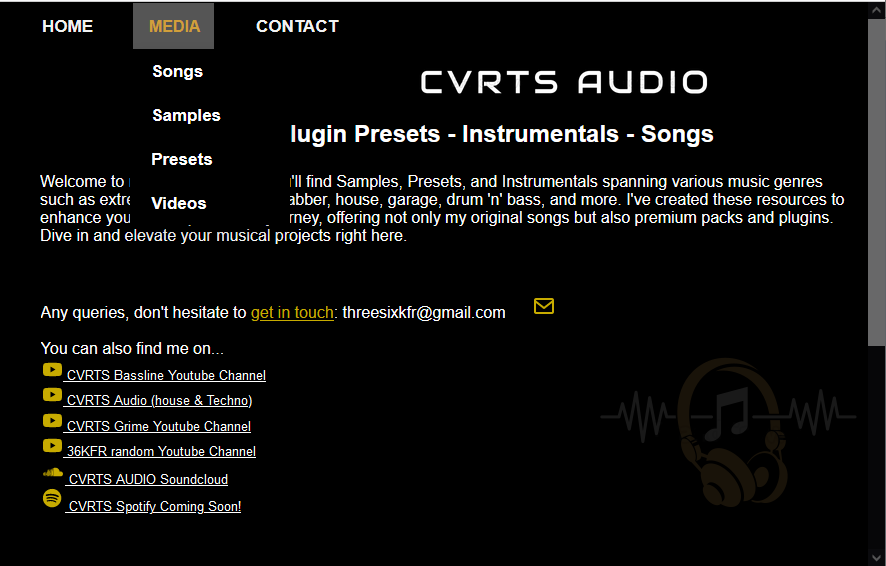 HOME MEDIA CONTACT
Songs
Samples
Presets
Videos
CVRTS AUDIO
lugin Presets - Instrumentals - Songs
Welcome to 'll find Samples, Presets, and Instrumentals spanning various music genres
such as extre abber, house, garage, drum 'n' bass, and more. I've created these resources to
enhance you urney, offering not only my original songs but also premium packs and plugins.
Dive in and elevate your musical projects right here.
Any queries, don't hesitate to get in touch: threesixkfr@gmail.com
You can also find me on...
CVRTS Bassline Youtube Channel
CVRTS Audio (house & Techno)
CVRTS Grime Youtube Channel
36KFR random Youtube Channel
CVRTS AUDIO Soundcloud
CVRTS Spotify Coming Soon!